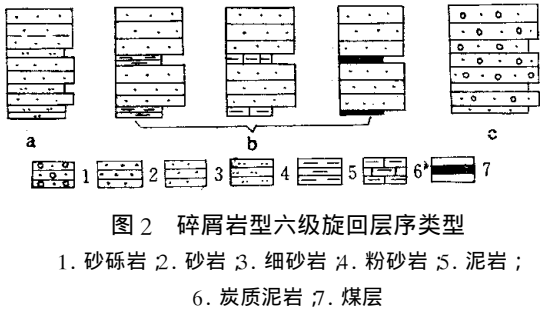 a
b
c
1 2 3 4 5 6 7
图 2 碎屑岩型六级旋回层序类型
1. 砂砾岩;2. 砂岩;3. 细砂岩;4. 粉砂岩;5. 泥岩;
6. 炭质泥岩;7. 煤层